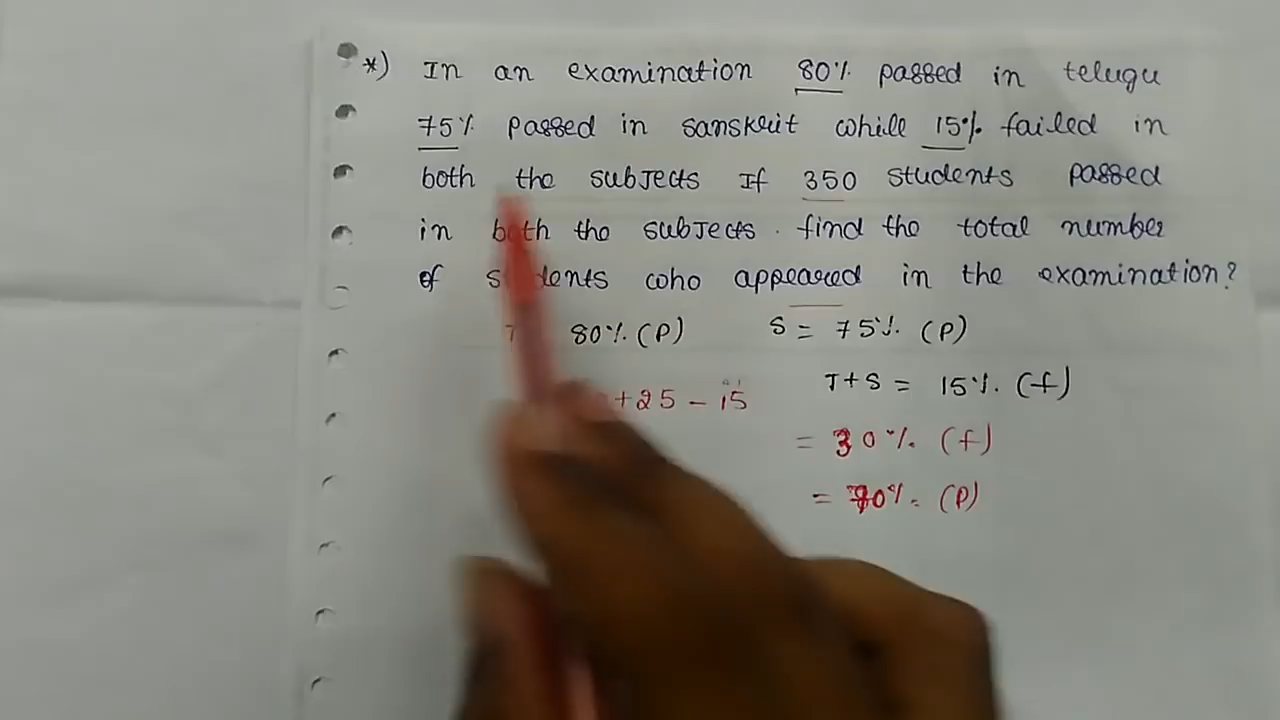 *) In an examination 80% passed in telugu
75% passed in sanskrit while 15% failed in
both the subjects If 350 students passed
in both the subjects. find the total number
of students who appeared in the examination?
80% (P) S = 75% (P)
T+S = 15% (f)
+25 - 15
= 30% (f)
= 70% (P)